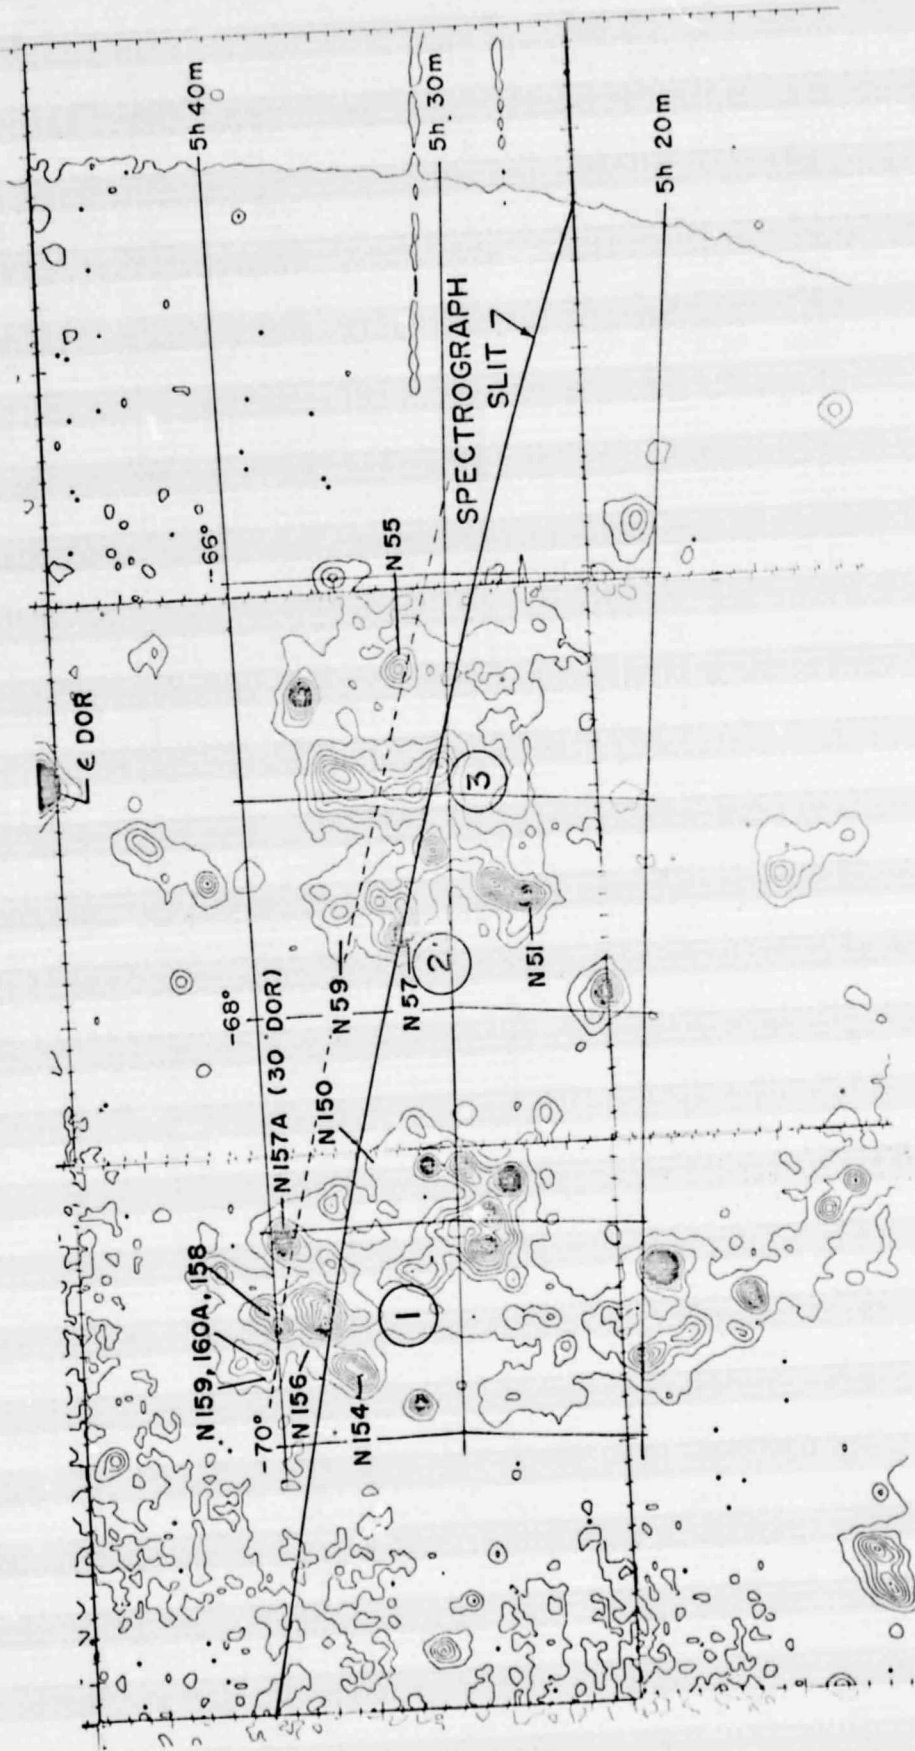 5h 40m
5h. 30m
5h 20m
SPECTROGRAPH
SLIT
-66°
N 55
ϵ DOR
3
-68°
N 59
N 57
2
N 51
N 157A (30 DOR)
N 150
N 159, 160A, 158
1
-70°
N 156
N 154